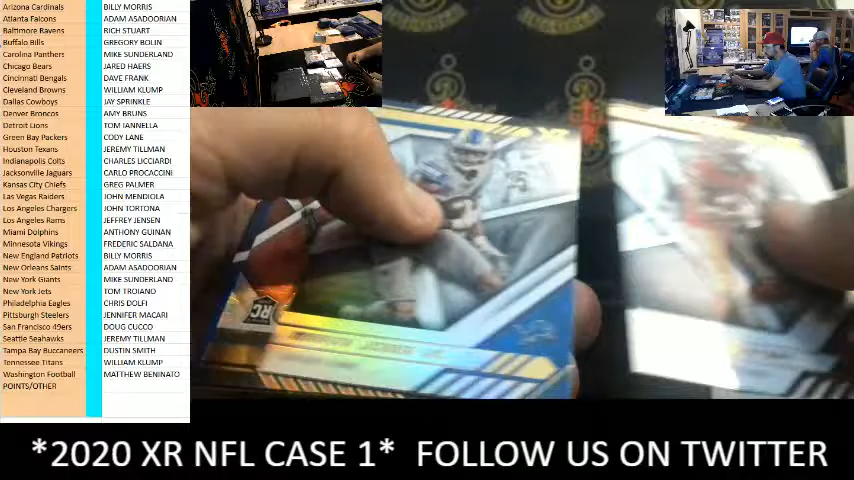 Arizona Cardinals BILLY MORRIS
Atlanta Falcons ADAM ASADOORIAN
Baltimore Ravens RICH STUART
Buffalo Bills GREGORY BOLIN
Carolina Panthers MIKE SUNDERLAND
Chicago Bears JARED HAERS
Cincinnati Bengals DAVE FRANK
Cleveland Browns WILLIAM KLUMP
Dallas Cowboys JAY SPRINKLE
Denver Broncos AMY BRUNS
Detroit Lions TOM IANNELLA
Green Bay Packers CODY LANE
Houston Texans JEREMY TILLMAN
Indianapolis Colts CHARLES LICCIARDI
Jacksonville Jaguars CARLO PROCACCINI
Kansas City Chiefs GREG PALMER
Las Vegas Raiders JOHN MENDIOLA
Los Angeles Chargers JOHN TORTONA
Los Angeles Rams JEFFREY JENSEN
Miami Dolphins ANTHONY GUINAN
Minnesota Vikings FREDERIC SALDANA
New England Patriots BILLY MORRIS
New Orleans Saints ADAM ASADOORIAN
New York Giants MIKE SUNDERLAND
New York Jets TOM TROIANO
Philadelphia Eagles CHRIS DOLFI
Pittsburgh Steelers JENNIFER MACARI
San Francisco 49ers DOUG CUCCO
Seattle Seahawks JEREMY TILLMAN
Tampa Bay Buccaneers DUSTIN SMITH
Tennessee Titans WILLIAM KLUMP
Washington Football MATTHEW BENINATO
POINTS/OTHER
XR
RC
*2020 XR NFL CASE 1* FOLLOW US ON TWITTER